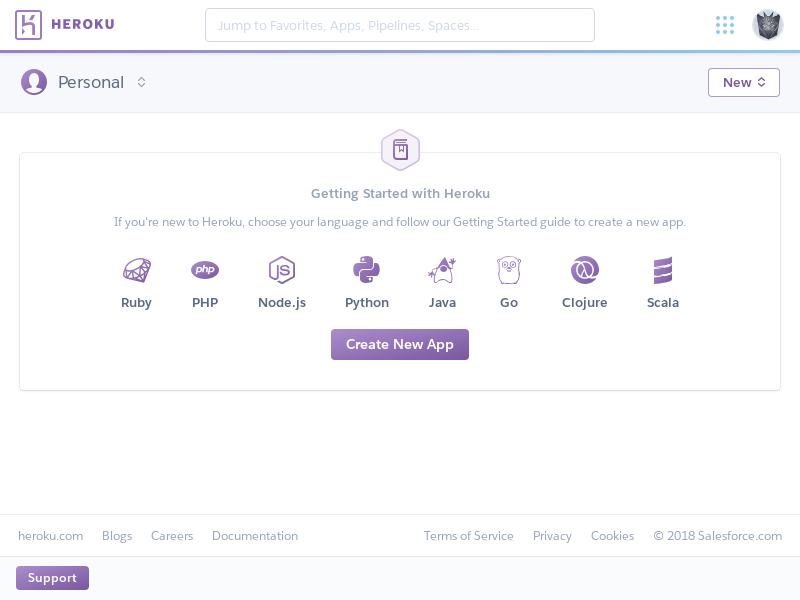 HEROKU
Jump to Favorites, Apps, Pipelines, Spaces...
Personal
New
Getting Started with Heroku
If you're new to Heroku, choose your language and follow our Getting Started guide to create a new app.
php JS
Ruby PHP Node.js Python Java Go Clojure Scala
Create New App
heroku.com Blogs Careers Documentation Terms of Service Privacy Cookies © 2018 Salesforce.com
Support